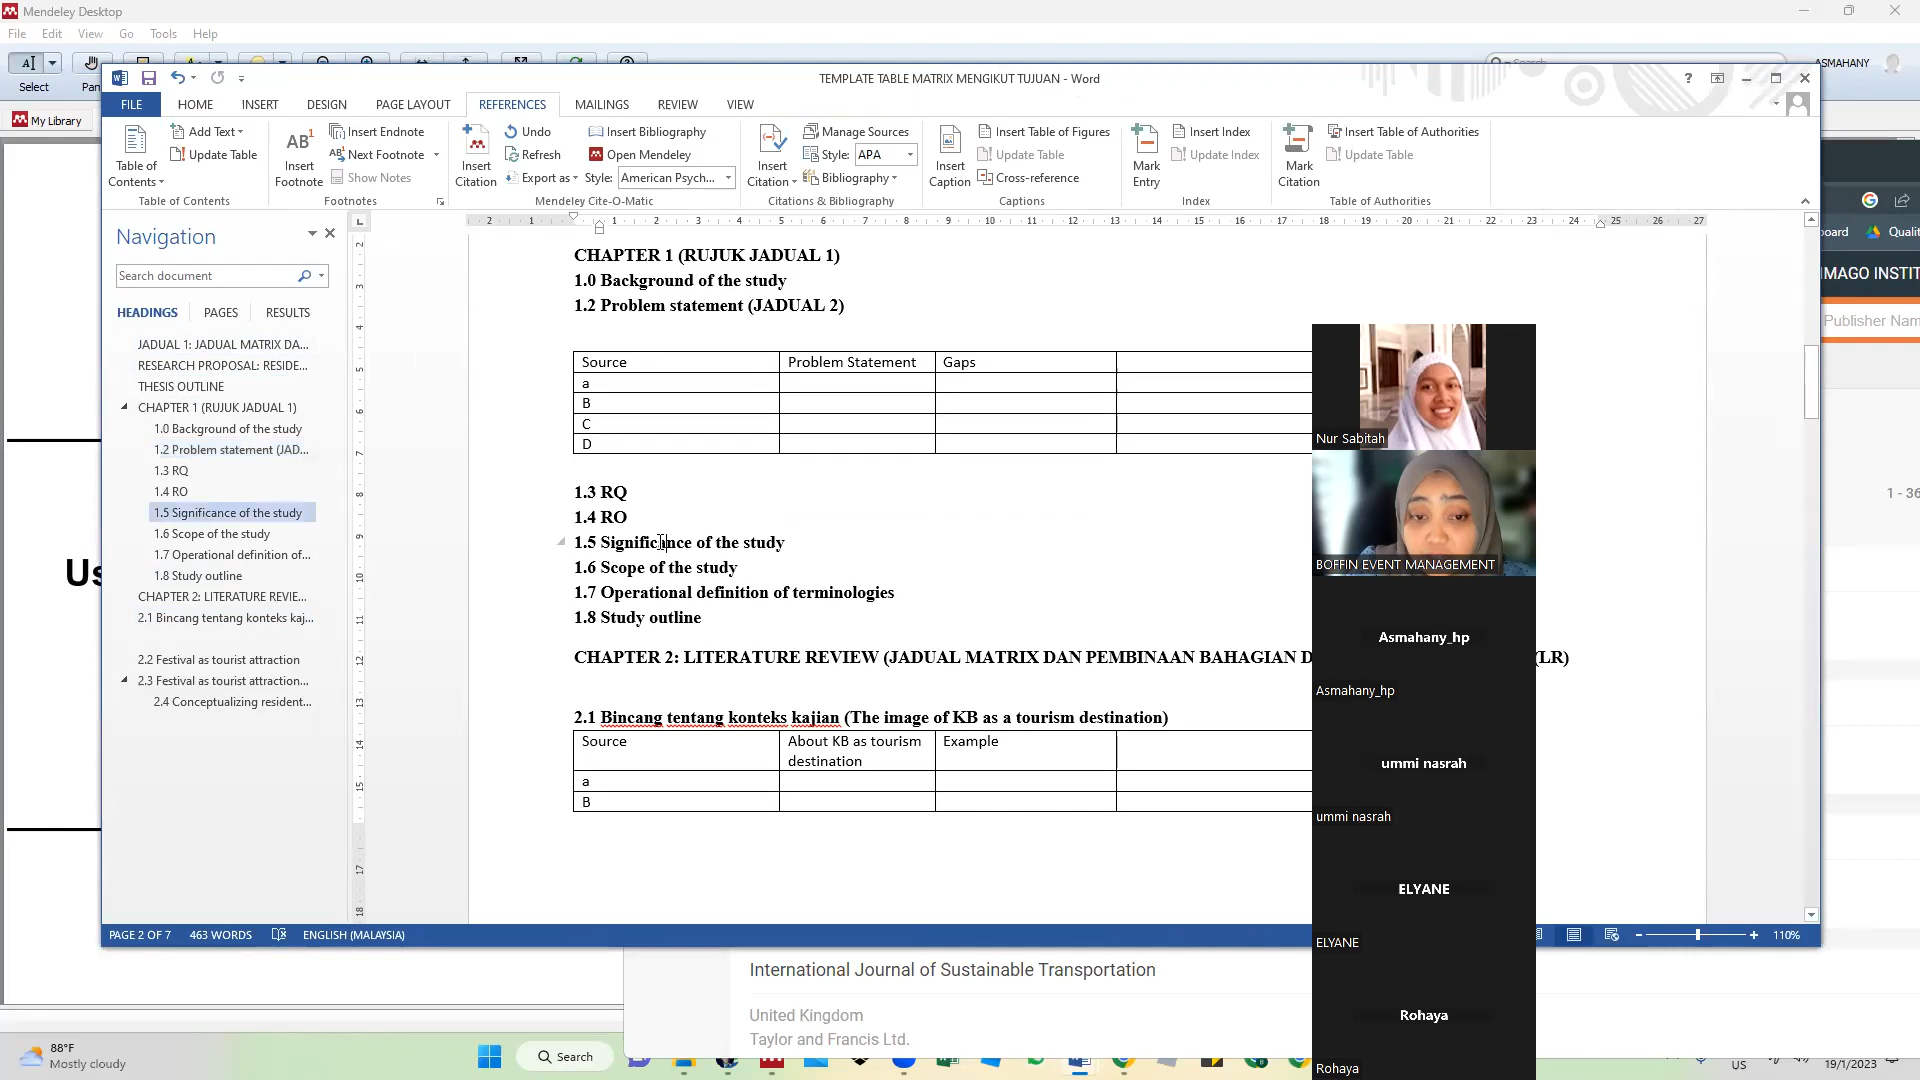 Mendeley Desktop
File Edit View Go Tools Help
Select
My Library
ASMAHANY
TEMPLATE TABLE MATRIX MENGIKUT TUJUAN - Word
FILE HOME INSERT DESIGN PAGE LAYOUT REFERENCES MAILINGS REVIEW VIEW
Table of Contents
Add Text
Update Table
Table of Contents
AB1
Insert Footnote
Insert Endnote
Next Footnote
Show Notes
Footnotes
Insert Citation
Undo
Refresh
Export as
Insert Bibliography
Open Mendeley
Style: American Psych...
Mendeley Cite-O-Matic
Insert Citation
Manage Sources
Style: APA
Bibliography
Citations & Bibliography
Insert Caption
Insert Table of Figures
Update Table
Cross-reference
Captions
Mark Entry
Insert Index
Update Index
Index
Mark Citation
Insert Table of Authorities
Update Table
Table of Authorities
Navigation
Search document
HEADINGS PAGES RESULTS
JADUAL 1: JADUAL MATRIX DA...
RESEARCH PROPOSAL: RESIDE...
THESIS OUTLINE
CHAPTER 1 (RUJUK JADUAL 1)
1.0 Background of the study
1.2 Problem statement (JAD...
1.3 RQ
1.4 RO
1.5 Significance of the study
1.6 Scope of the study
1.7 Operational definition of...
1.8 Study outline
CHAPTER 2: LITERATURE REVIE...
2.1 Bincang tentang konteks kaj...
2.2 Festival as tourist attraction
2.3 Festival as tourist attraction...
2.4 Conceptualizing resident...
CHAPTER 1 (RUJUK JADUAL 1)
1.0 Background of the study
1.2 Problem statement (JADUAL 2)
Source Problem Statement Gaps
a
B
C
D
1.3 RQ
1.4 RO
1.5 Significance of the study
1.6 Scope of the study
1.7 Operational definition of terminologies
1.8 Study outline
CHAPTER 2: LITERATURE REVIEW (JADUAL MATRIX DAN PEMBINAAN BAHAGIAN D (LR)
2.1 Bincang tentang konteks kajian (The image of KB as a tourism destination)
Source About KB as tourism destination Example
a
B
Nur Sabitah
BOFFIN EVENT MANAGEMENT
Asmahany_hp
Asmahany_hp
ummi nasrah
ummi nasrah
ELYANE
ELYANE
Rohaya
Rohaya
IMAGO INSTIT
Publisher Nam
1 - 36
PAGE 2 OF 7 463 WORDS ENGLISH (MALAYSIA) 110%
International Journal of Sustainable Transportation
United Kingdom
Taylor and Francis Ltd.
88°F
Mostly cloudy
Search
US
19/1/2023